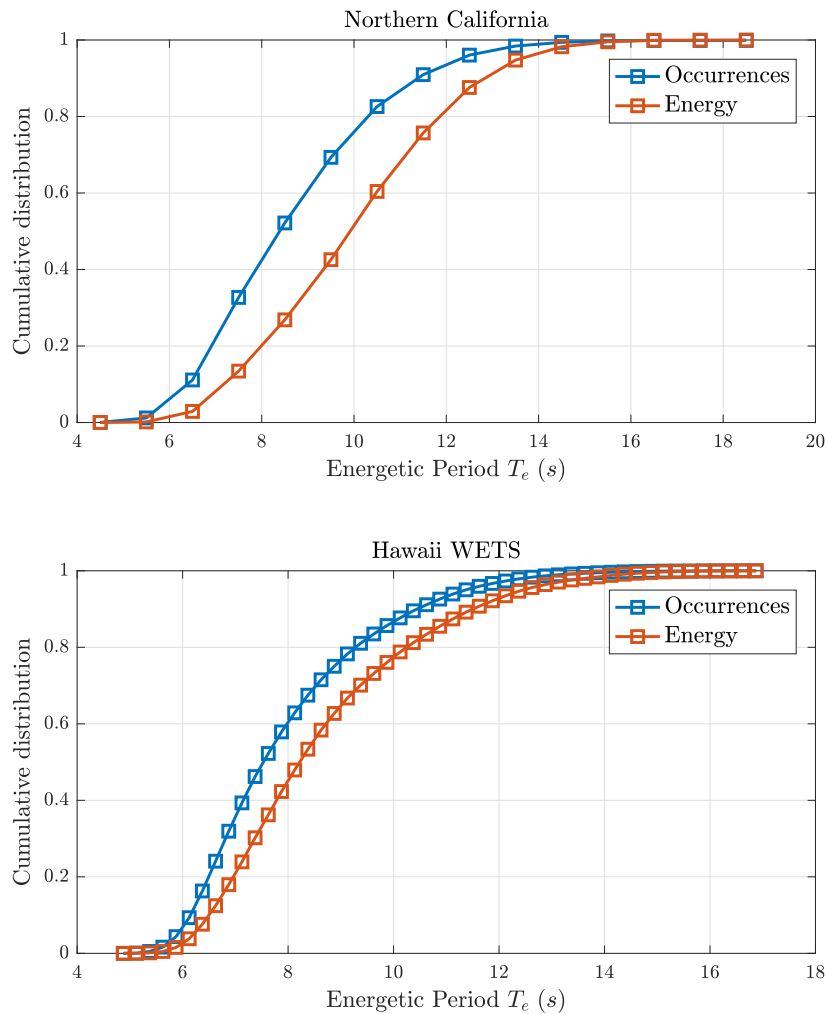 Northern California
1
0.8
0.6
0.4
0.2
0
Cumulative distribution
Occurrences
Energy
4 6 8 10 12 14 16 18 20
Energetic Period Te (s)
Hawaii WETS
1
0.8
0.6
0.4
0.2
0
Cumulative distribution
Occurrences
Energy
4 6 8 10 12 14 16 18
Energetic Period Te (s)